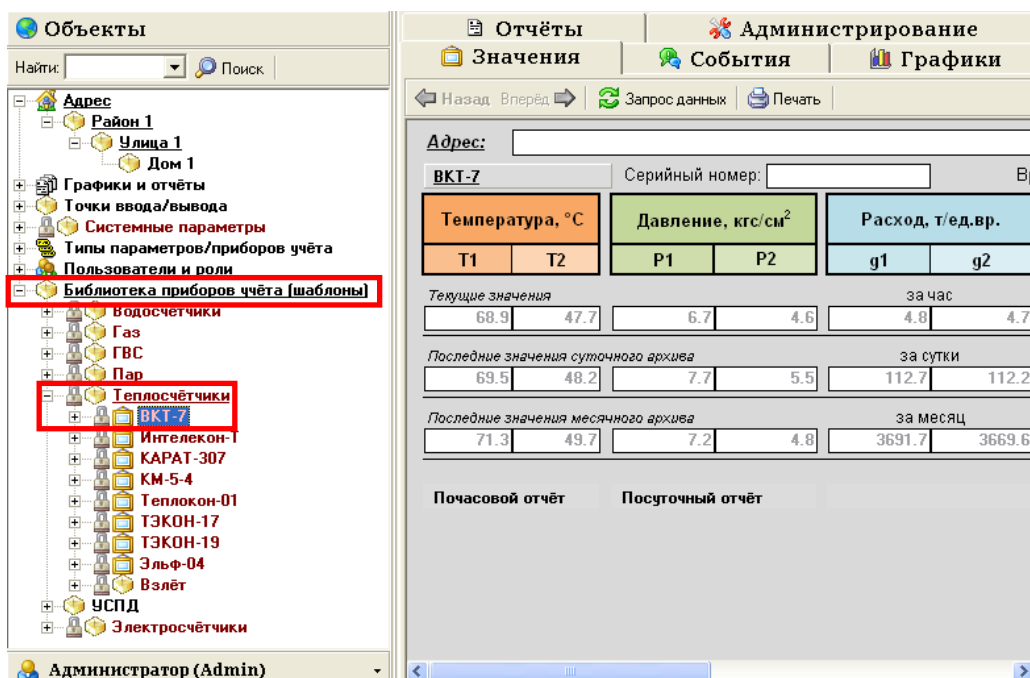 Объекты
Найти:
Поиск
Адрес
Район 1
Улица 1
Дом 1
Графики и отчёты
Точки ввода/вывода
Системные параметры
Типы параметров/приборов учёта
Пользователи и роли
Библиотека приборов учёта (шаблоны)
Водосчётчики
Газ
ГВС
Пар
Теплосчётчики
ВКТ-7
Интелекон-Т
КАРАТ-307
КМ-5-4
Теплокон-01
ТЭКОН-17
ТЭКОН-19
Эльф-04
Взлёт
УСПД
Электросчётчики
Администратор (Admin)
Отчёты Администрирование
Значения События Графики
Назад Вперёд Запрос данных Печать
Адрес:
ВКТ-7 Серийный номер: Вр
Температура, °C Давление, кгс/см² Расход, т/ед.вр.
T1 T2 P1 P2 g1 g2
Текущие значения за час
68.9 47.7 6.7 4.6 4.8 4.7
Последние значения суточного архива за сутки
69.5 48.2 7.7 5.5 112.7 112.2
Последние значения месячного архива за месяц
71.3 49.7 7.2 4.8 3691.7 3669.6
Почасовой отчёт Посуточный отчёт